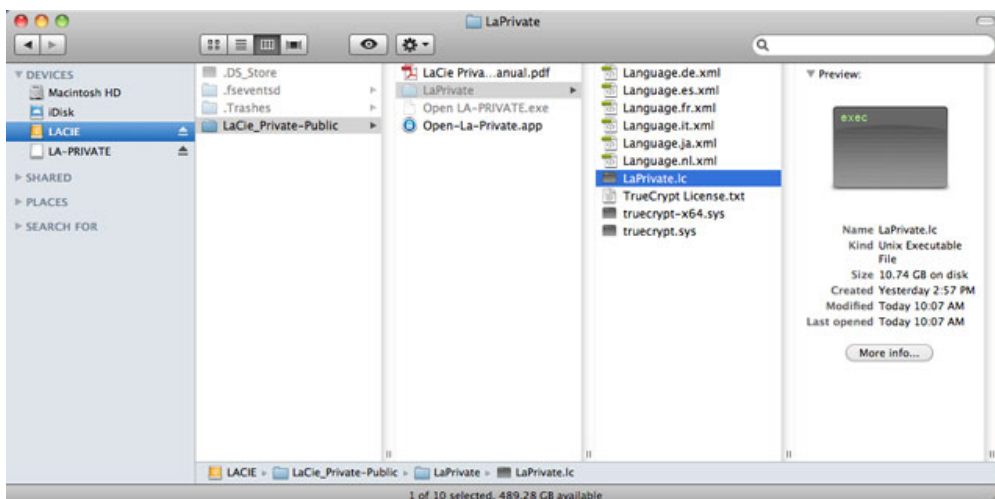 LaPrivate
DEVICES
Macintosh HD
iDisk
LACIE
LA-PRIVATE
SHARED
PLACES
SEARCH FOR
.DS_Store
.fseventsd
.Trashes
LaCie_Private-Public
LaCie Priva...anual.pdf
LaPrivate
Open LA-PRIVATE.exe
Open-La-Private.app
Language.de.xml
Language.es.xml
Language.fr.xml
Language.it.xml
Language.ja.xml
Language.nl.xml
LaPrivate.lc
TrueCrypt License.txt
truecrypt-x64.sys
truecrypt.sys
Preview:
exec
Name LaPrivate.lc
Kind Unix Executable
File
Size 10.74 GB on disk
Created Yesterday 2:57 PM
Modified Today 10:07 AM
Last opened Today 10:07 AM
More info...
LACIE LaCie_Private-Public LaPrivate LaPrivate.lc
1 of 10 selected, 489.28 GB available